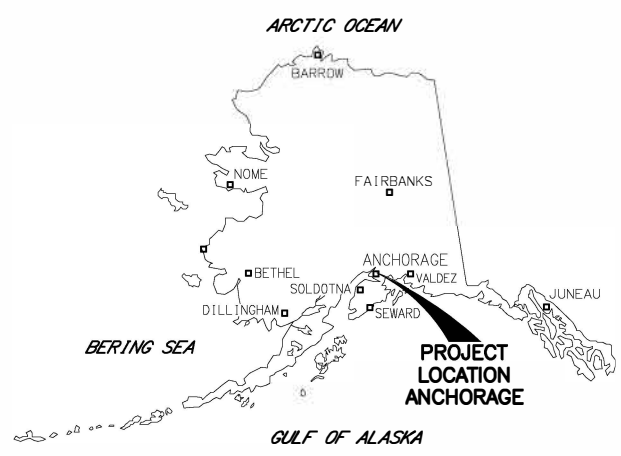 ARCTIC OCEAN
BARROW
NOME
FAIRBANKS
ANCHORAGE
BETHEL
VALDEZ
SOLDOTNA
JUNEAU
DILLINGHAM
SEWARD
BERING SEA
PROJECT
LOCATION
ANCHORAGE
GULF OF ALASKA